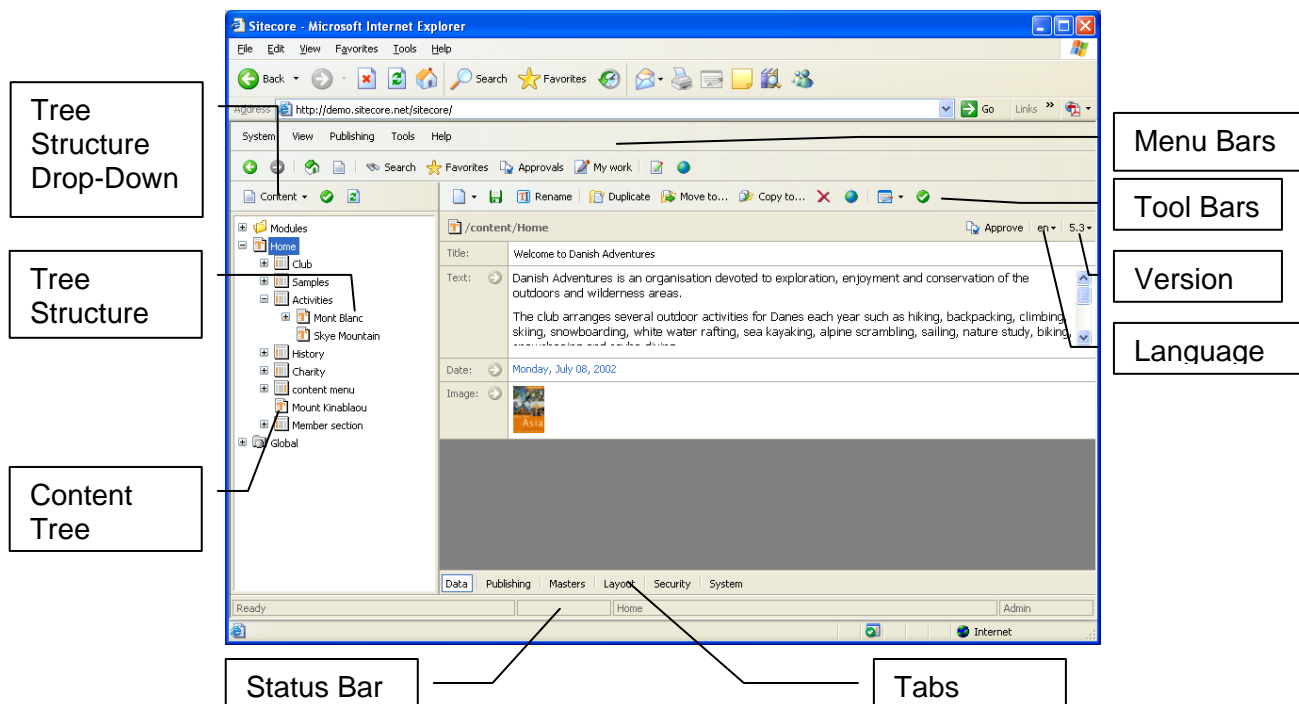 Sitecore - Microsoft Internet Explorer
File Edit View Favorites Tools Help
Back Search Favorites
Address http://demo.sitecore.net/sitecore/ Go Links »
System View Publishing Tools Help
Search Favorites Approvals My work
Content
Rename Duplicate Move to... Copy to...
Modules
Home
Club
Samples
Activities
Mont Blanc
Skye Mountain
History
Charity
content menu
Mount Kinablaou
Member section
Global
/content/Home Approve en 5.3
Title: Welcome to Danish Adventures
Text: Danish Adventures is an organisation devoted to exploration, enjoyment and conservation of the
outdoors and wilderness areas.
The club arranges several outdoor activities for Danes each year such as hiking, backpacking, climbing,
skiing, snowboarding, white water rafting, sea kayaking, alpine scrambling, sailing, nature study, biking,
Date: Monday, July 08, 2002
Image: Asia
Data Publishing Masters Layout Security System
Ready Home Admin
Internet
Tree
Structure
Drop-Down
Tree
Structure
Content
Tree
Menu Bars
Tool Bars
Version
Language
Status Bar
Tabs